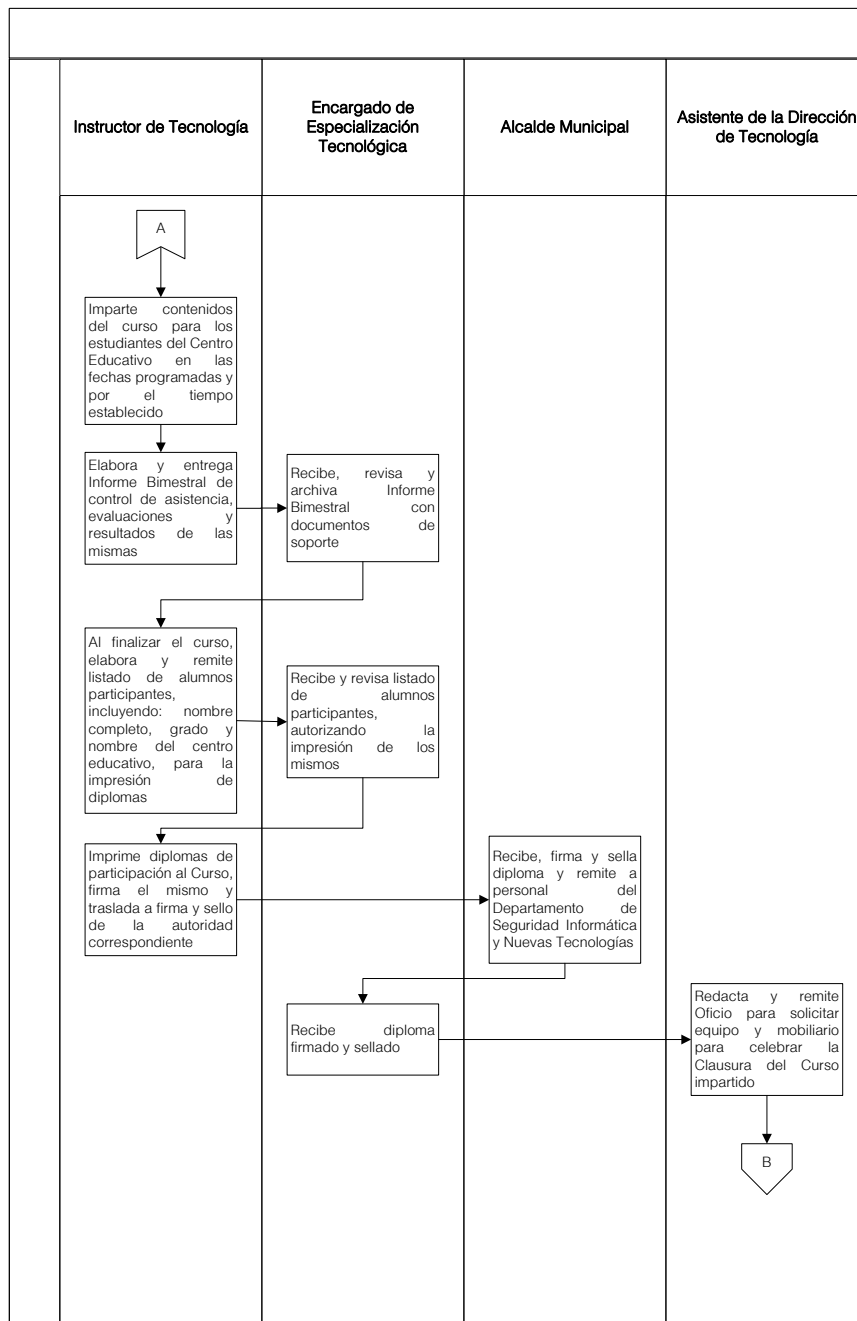 Instructor de Tecnología
Encargado de
Especialización
Tecnológica
Alcalde Municipal
Asistente de la Dirección
de Tecnología
A
Imparte contenidos
del curso para los
estudiantes del Centro
Educativo en las
fechas programadas y
por el tiempo
establecido
Elabora y entrega
Informe Bimestral de
control de asistencia,
evaluaciones y
resultados de las
mismas
Recibe, revisa y
archiva Informe
Bimestral con
documentos de
soporte
Al finalizar el curso,
elabora y remite
listado de alumnos
participantes,
incluyendo: nombre
completo, grado y
nombre del centro
educativo, para la
impresión de
diplomas
Recibe y revisa listado
de alumnos
participantes,
autorizando la
impresión de los
mismos
Imprime diplomas de
participación al Curso,
firma el mismo y
traslada a firma y sello
de la autoridad
correspondiente
Recibe, firma y sella
diploma y remite a
personal del
Departamento de
Seguridad Informática
y Nuevas Tecnologías
Recibe diploma
firmado y sellado
Redacta y remite
Oficio para solicitar
equipo y mobiliario
para celebrar la
Clausura del Curso
impartido
B